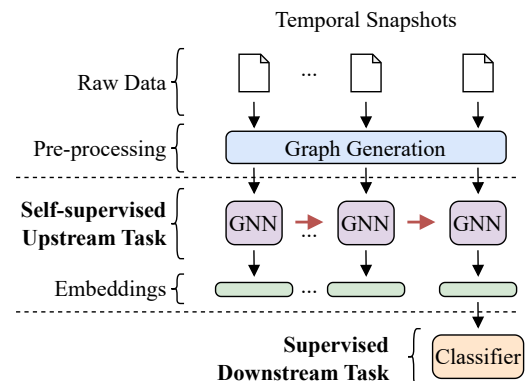 Temporal Snapshots
Raw Data
...
Pre-processing
Graph Generation
Self-supervised
Upstream Task
GNN
...
GNN
GNN
Embeddings
...
Supervised
Downstream Task
Classifier